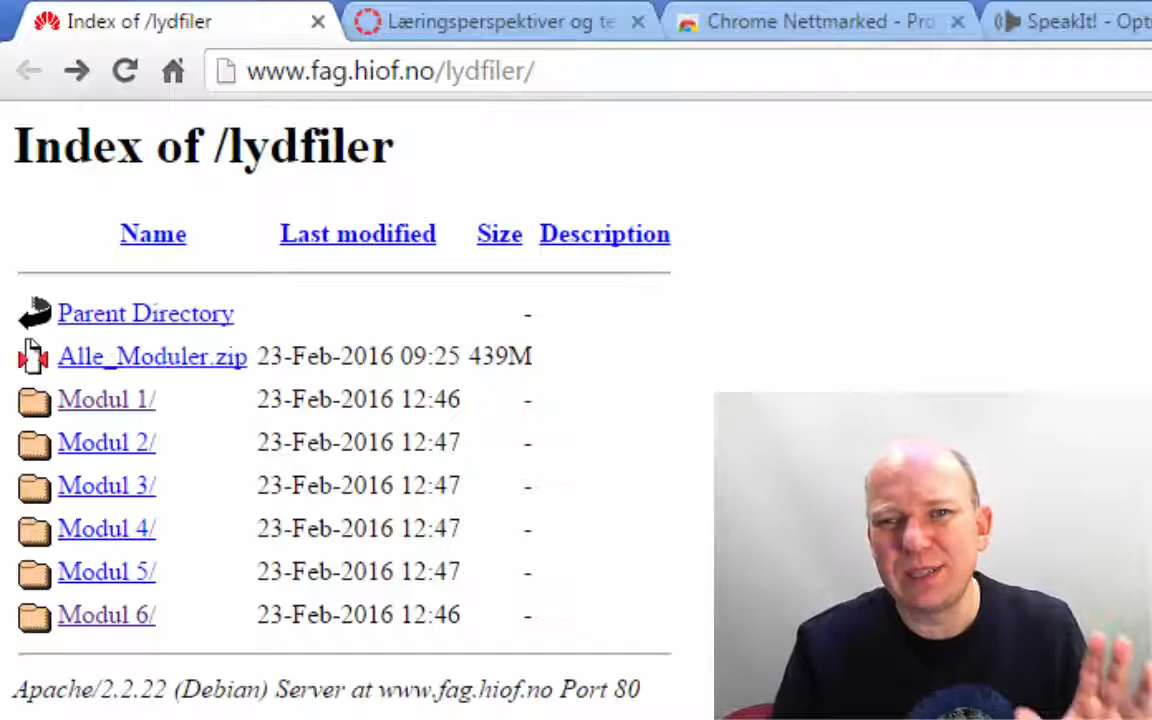 Index of /lydfiler
Læringsperspektiver og te
Chrome Nettmarked - Pro
SpeakIt! - Opti
www.fag.hiof.no/lydfiler/
Index of /lydfiler
Name Last modified Size Description
Parent Directory -
Alle_Moduler.zip 23-Feb-2016 09:25 439M
Modul 1/ 23-Feb-2016 12:46 -
Modul 2/ 23-Feb-2016 12:47 -
Modul 3/ 23-Feb-2016 12:47 -
Modul 4/ 23-Feb-2016 12:47 -
Modul 5/ 23-Feb-2016 12:47 -
Modul 6/ 23-Feb-2016 12:46 -
Apache/2.2.22 (Debian) Server at www.fag.hiof.no Port 80